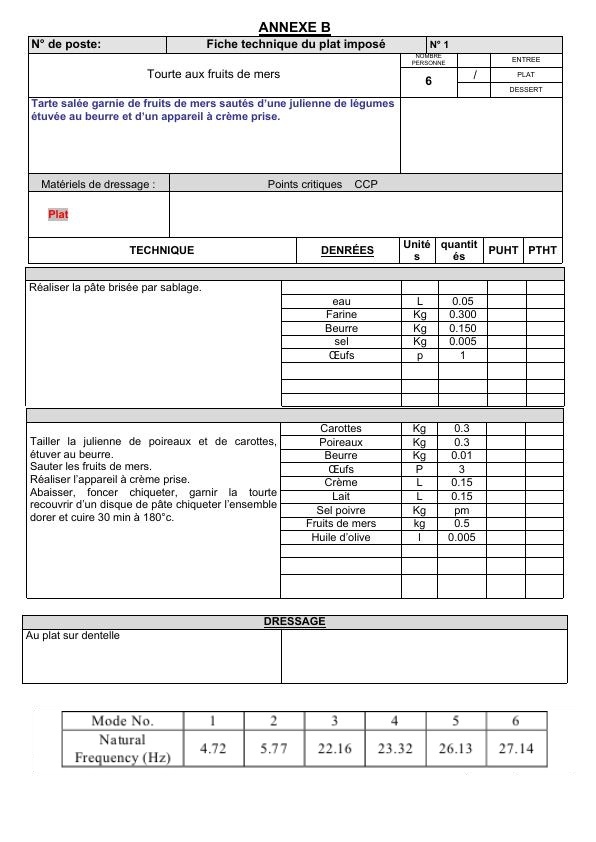 ANNEXE B
N° de poste: Fiche technique du plat imposé N° 1
Tourte aux fruits de mers
NOMBRE
PERSONNE
6
/
ENTREE
PLAT
DESSERT
Tarte salée garnie de fruits de mers sautés d'une julienne de légumes
étuvée au beurre et d'un appareil à crème prise.
Matériels de dressage : Points critiques CCP
Plat
TECHNIQUE DENRÉES Unité
s quantit
és PUHT PTHT
Réaliser la pâte brisée par sablage.
eau L 0.05
Farine Kg 0.300
Beurre Kg 0.150
sel Kg 0.005
Œufs p 1
Tailler la julienne de poireaux et de carottes,
étuver au beurre.
Sauter les fruits de mers.
Réaliser l'appareil à crème prise.
Abaisser, foncer chiqueter, garnir la tourte
recouvrir d'un disque de pâte chiqueter l'ensemble
dorer et cuire 30 min à 180°c.
Carottes Kg 0.3
Poireaux Kg 0.3
Beurre Kg 0.01
Œufs P 3
Crème L 0.15
Lait L 0.15
Sel poivre Kg pm
Fruits de mers kg 0.5
Huile d'olive l 0.005
DRESSAGE
Au plat sur dentelle
Mode No. 1 2 3 4 5 6
Natural
Frequency (Hz) 4.72 5.77 22.16 23.32 26.13 27.14